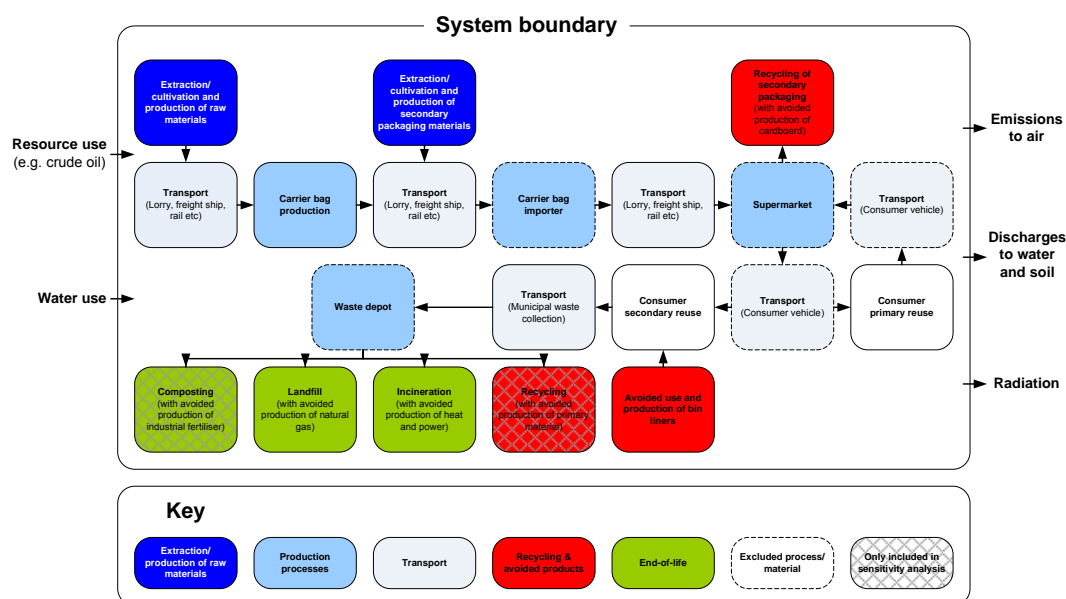 System boundary
Extraction/
cultivation and
production of raw
materials
Extraction/
cultivation and
production of
secondary
packaging materials
Recycling of
secondary
packaging
(with avoided
production of
cardboard)
Resource use
(e.g. crude oil)
Emissions
to air
Transport
(Lorry, freight ship,
rail etc)
Carrier bag
production
Transport
(Lorry, freight ship,
rail etc)
Carrier bag
importer
Transport
(Lorry, freight ship,
rail etc)
Supermarket
Transport
(Consumer vehicle)
Discharges
to water
and soil
Water use
Waste depot
Transport
(Municipal waste
collection)
Consumer
secondary reuse
Transport
(Consumer vehicle)
Consumer
primary reuse
Composting
(with avoided
production of
industrial fertiliser)
Landfill
(with avoided
production of natural
gas)
Incineration
(with avoided
production of heat
and power)
Recycling
(with avoided
production of primary
material)
Avoided use and
production of bin
liners
Radiation
Key
Extraction/
production of raw
materials
Production
processes
Transport
Recycling &
avoided products
End-of-life
Excluded process/
material
Only included in
sensitivity analysis